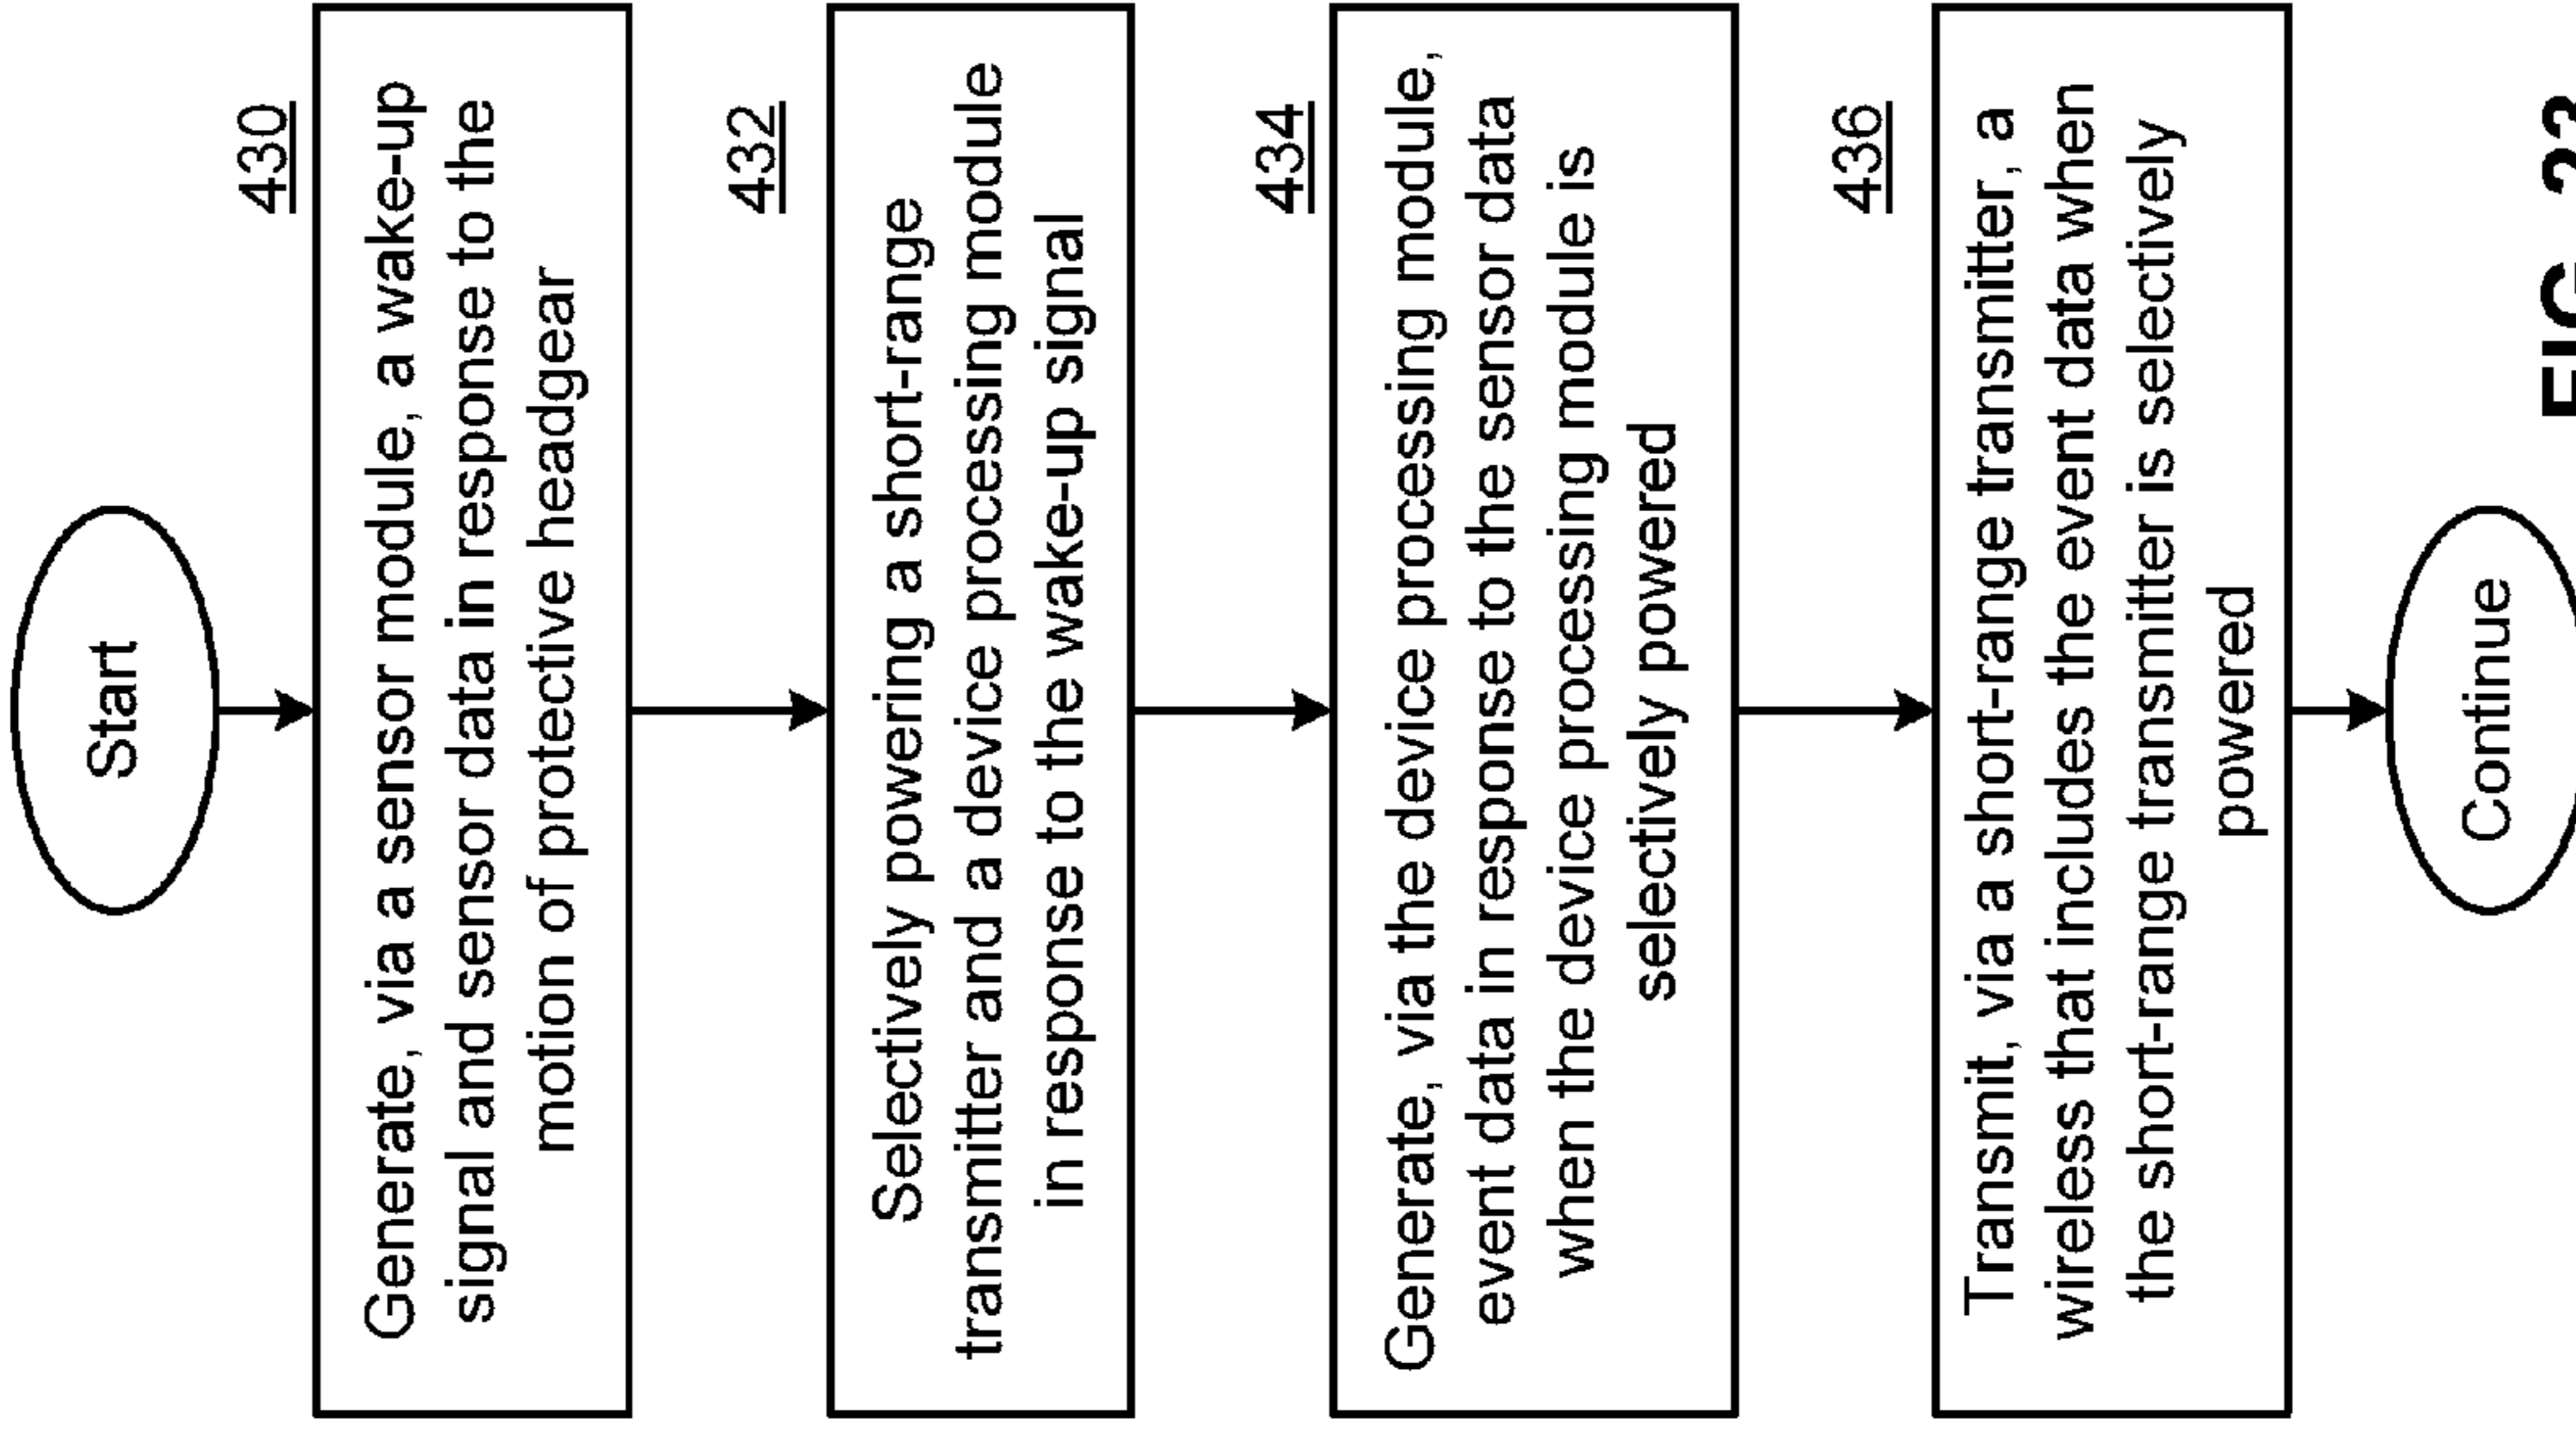 Start
430
Generate, via a sensor module, a wake-up
signal and sensor data in response to the
motion of protective headgear
432
Selectively powering a short-range
transmitter and a device processing module
in response to the wake-up signal
434
Generate, via the device processing module,
event data in response to the sensor data
when the device processing module is
selectively powered
436
Transmit, via a short-range transmitter, a
wireless that includes the event data when
the short-range transmitter is selectively
powered
Continue
FIG